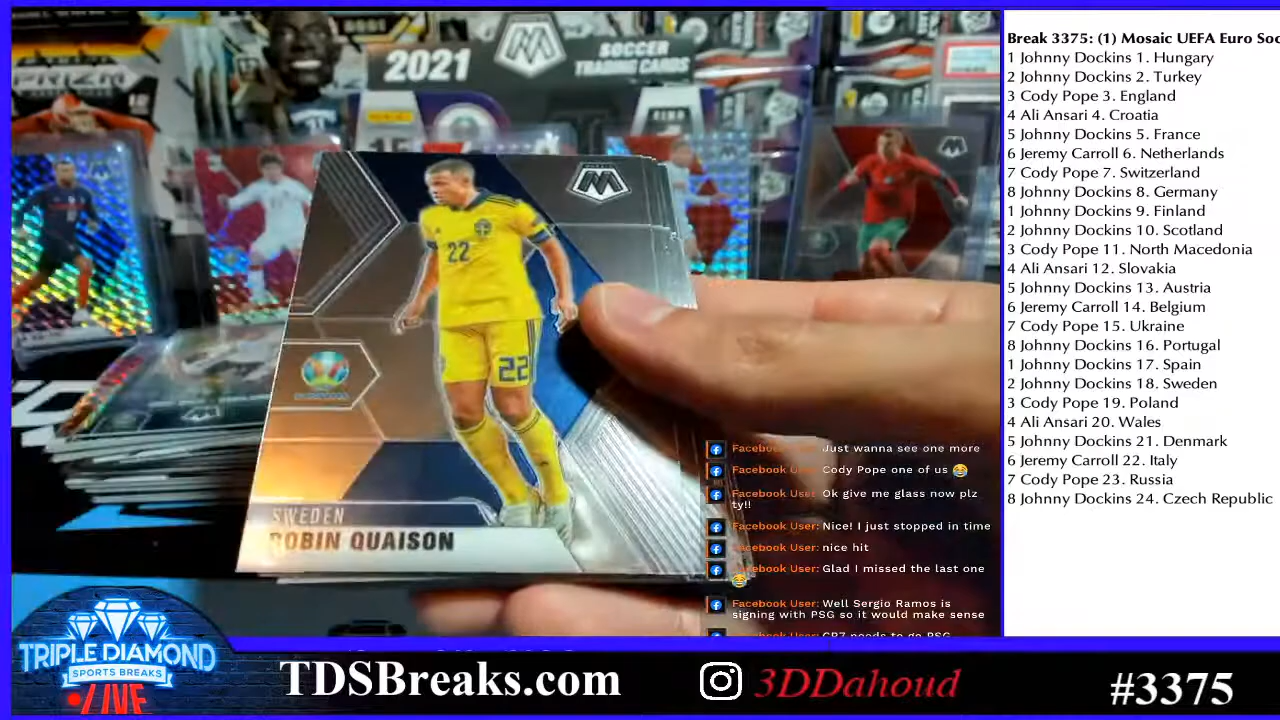 2021
SOCCER
TRADING CARDS
PRIZM
22
22
SWEDEN
ROBIN QUAISON
Break 3375: (1) Mosaic UEFA Euro Soc
1 Johnny Dockins 1. Hungary
2 Johnny Dockins 2. Turkey
3 Cody Pope 3. England
4 Ali Ansari 4. Croatia
5 Johnny Dockins 5. France
6 Jeremy Carroll 6. Netherlands
7 Cody Pope 7. Switzerland
8 Johnny Dockins 8. Germany
1 Johnny Dockins 9. Finland
2 Johnny Dockins 10. Scotland
3 Cody Pope 11. North Macedonia
4 Ali Ansari 12. Slovakia
5 Johnny Dockins 13. Austria
6 Jeremy Carroll 14. Belgium
7 Cody Pope 15. Ukraine
8 Johnny Dockins 16. Portugal
1 Johnny Dockins 17. Spain
2 Johnny Dockins 18. Sweden
3 Cody Pope 19. Poland
4 Ali Ansari 20. Wales
5 Johnny Dockins 21. Denmark
6 Jeremy Carroll 22. Italy
7 Cody Pope 23. Russia
8 Johnny Dockins 24. Czech Republic
Facebook User: Just wanna see one more
Facebook User: Cody Pope one of us 😂
Facebook User: Ok give me glass now plz
ty!!
Facebook User: Nice! I just stopped in time
Facebook User: nice hit
Facebook User: Glad I missed the last one
😂
Facebook User: Well Sergio Ramos is
signing with PSG so it would make sense
TRIPLE DIAMOND
SPORTS BREAKS
LIVE
TDSBreaks.com
3DDahoud
#3375